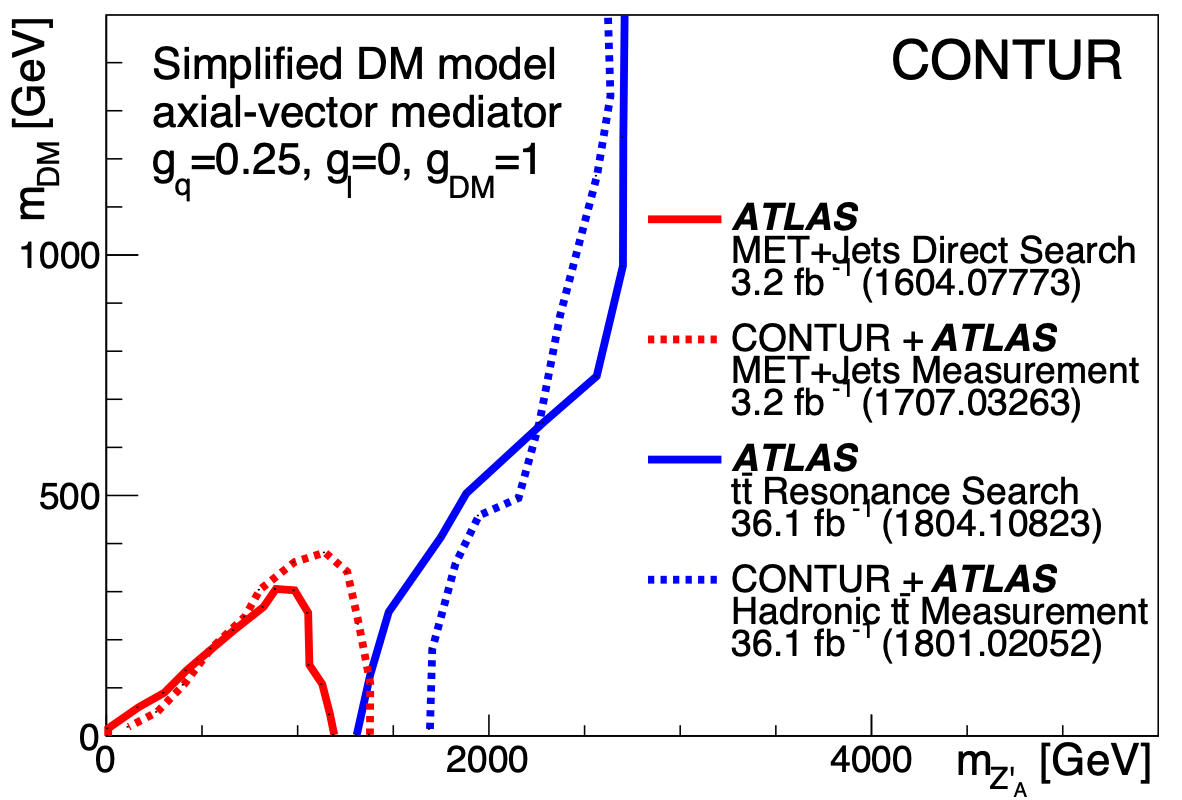 Simplified DM model
axial-vector mediator
g_q=0.25, g_l=0, g_DM=1
CONTUR
m_DM [GeV]
1000
500
0
0
2000
4000
m_Z'_A [GeV]
ATLAS
MET+Jets Direct Search
3.2 fb^-1 (1604.07773)
CONTUR + ATLAS
MET+Jets Measurement
3.2 fb^-1 (1707.03263)
ATLAS
tt̄ Resonance Search
36.1 fb^-1 (1804.10823)
CONTUR + ATLAS
Hadronic tt̄ Measurement
36.1 fb^-1 (1801.02052)